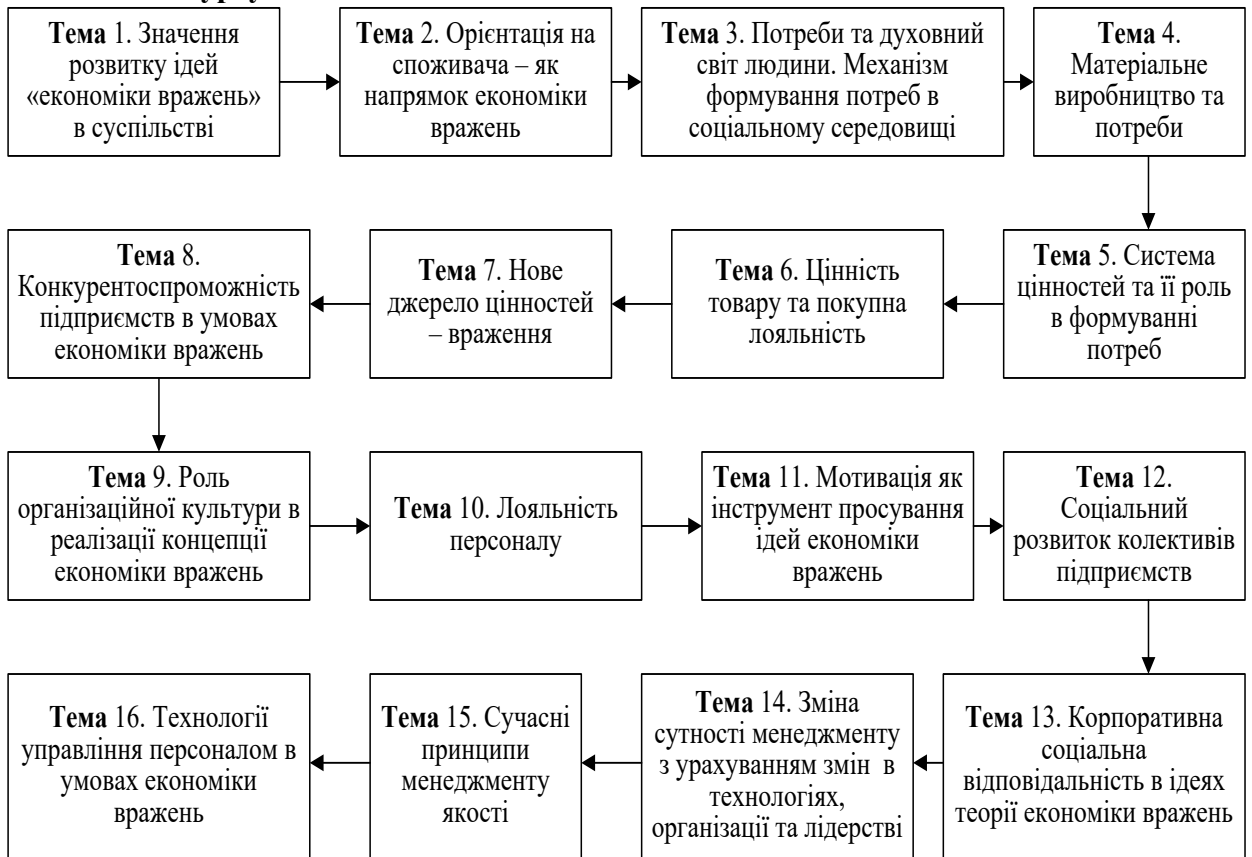 Тема 1. Значення
розвитку ідей
«економіки вражень»
в суспільстві
Тема 2. Орієнтація на
споживача – як
напрямок економіки
вражень
Тема 3. Потреби та духовний
світ людини. Механізм
формування потреб в
соціальному середовищі
Тема 4.
Матеріальне
виробництво та
потреби
Тема 5. Система
цінностей та її роль
в формуванні
потреб
Тема 6. Цінність
товару та покупна
лояльність
Тема 7. Нове
джерело цінностей
– враження
Тема 8.
Конкурентоспроможність
підприємств в умовах
економіки вражень
Тема 9. Роль
організаційної культури в
реалізації концепції
економіки вражень
Тема 10. Лояльність
персоналу
Тема 11. Мотивація як
інструмент просування
ідей економіки
вражень
Тема 12.
Соціальний
розвиток колективів
підприємств
Тема 13. Корпоративна
соціальна
відповідальність в ідеях
теорії економіки вражень
Тема 14. Зміна
сутності менеджменту
з урахуванням змін в
технологіях,
організації та лідерстві
Тема 15. Сучасні
принципи
менеджменту
якості
Тема 16. Технології
управління персоналом в
умовах економіки
вражень